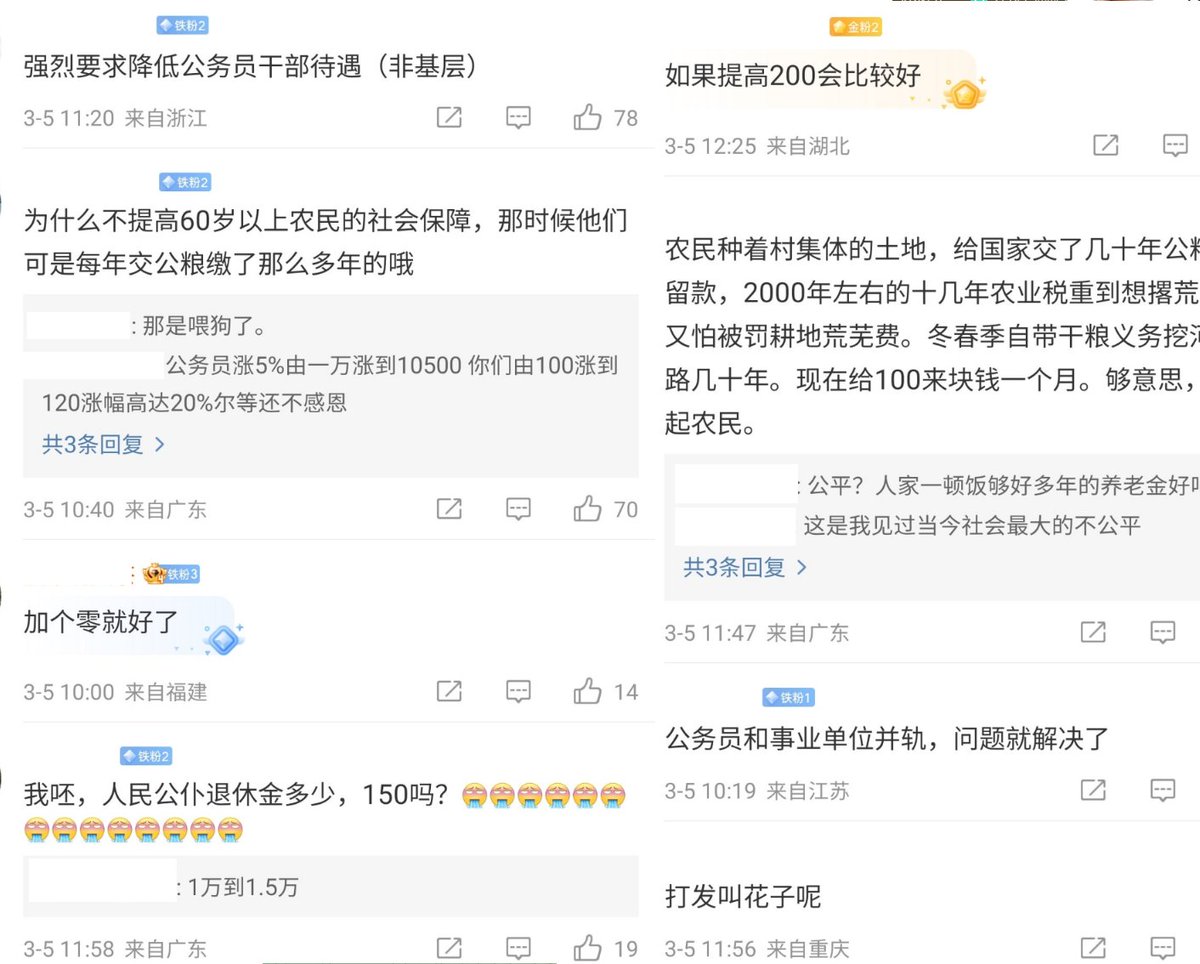 铁粉2
强烈要求降低公务员干部待遇（非基层）
3-5 11:20 来自浙江
78
铁粉2
为什么不提高60岁以上农民的社会保障，那时候他们
可是每年交公粮缴了那么多年的哦
: 那是喂狗了。
公务员涨5%由一万涨到10500 你们由100涨到
120涨幅高达20%尔等还不感恩
共3条回复 >
3-5 10:40 来自广东
70
铁粉3
加个零就好了
3-5 10:00 来自福建
14
铁粉2
我呸，人民公仆退休金多少，150吗？
: 1万到1.5万
3-5 11:58 来自广东
19
金粉2
如果提高200会比较好
3-5 12:25 来自湖北
农民种着村集体的土地，给国家交了几十年公粮
留款，2000年左右的十几年农业税重到想撂荒
又怕被罚耕地荒芜费。冬春季自带干粮义务挖河
路几十年。现在给100来块钱一个月。够意思，
起农民。
: 公平？人家一顿饭够好多年的养老金好吗
这是我见过当今社会最大的不公平
共3条回复 >
3-5 11:47 来自广东
铁粉1
公务员和事业单位并轨，问题就解决了
3-5 10:19 来自江苏
打发叫花子呢
3-5 11:56 来自重庆